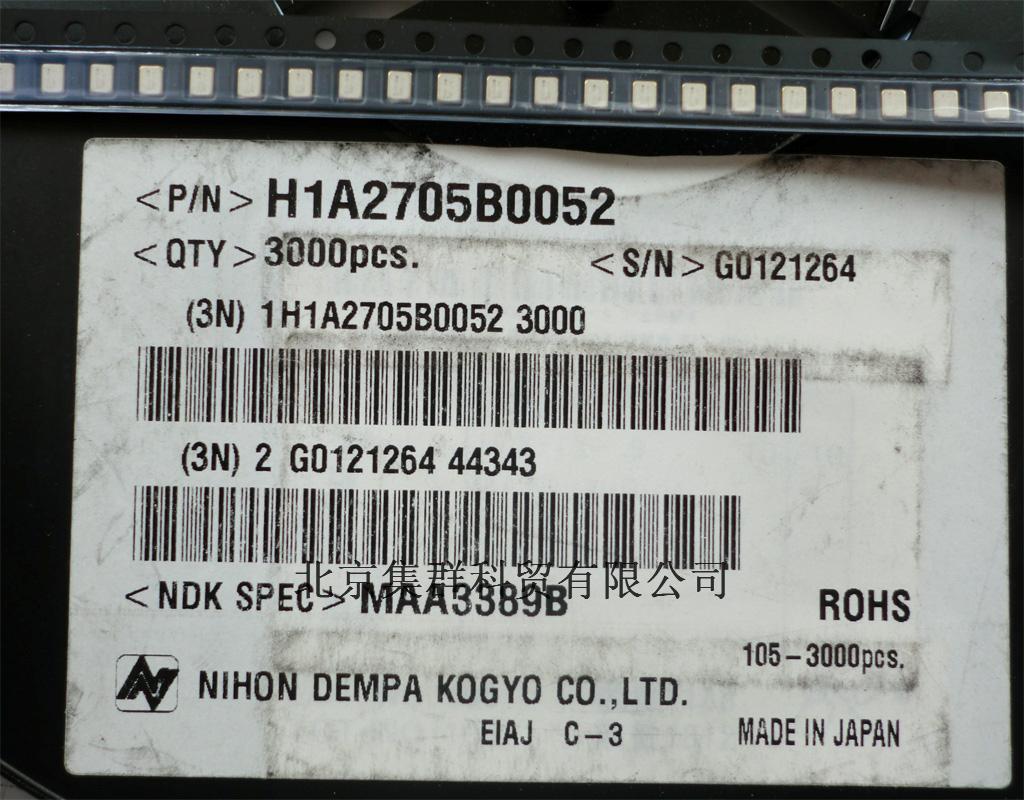 <P/N> H1A2705B0052
<QTY> 3000pcs.
<S/N> G0121264
(3N) 1H1A2705B0052 3000
(3N) 2 G0121264 44343
北京集群科贸有限公司
<NDK SPEC> MAA3389B
ROHS
105-3000pcs.
NIHON DEMPA KOGYO CO.,LTD.
EIAJ C-3
MADE IN JAPAN